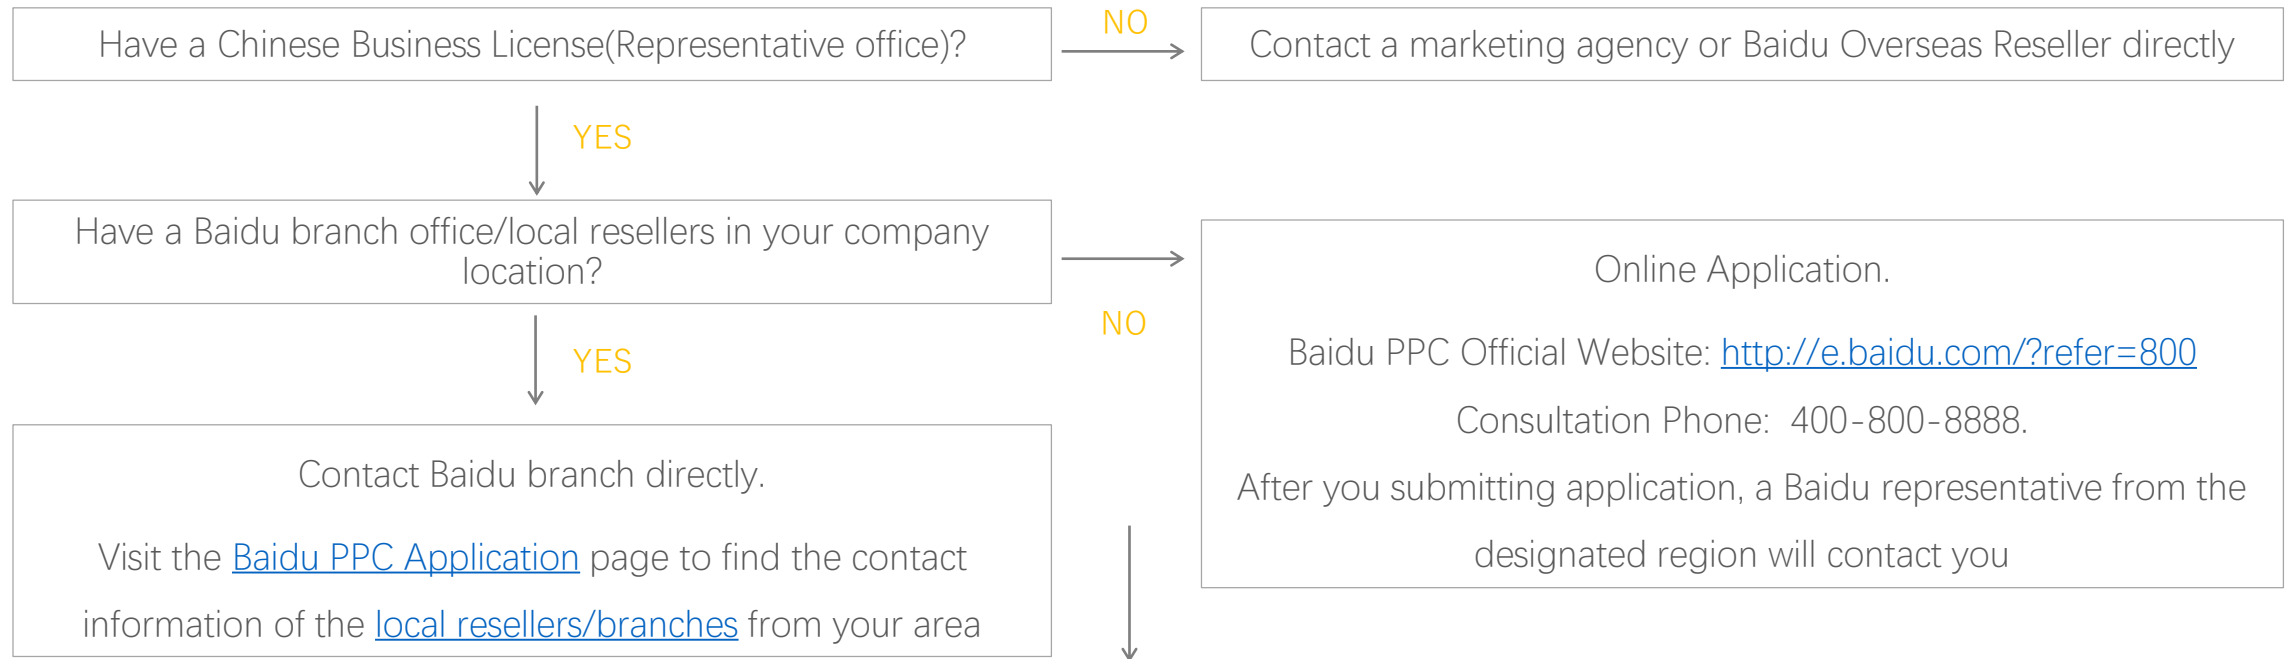 Have a Chinese Business License(Representative office)?
NO
Contact a marketing agency or Baidu Overseas Reseller directly
YES
Have a Baidu branch office/local resellers in your company
location?
NO
Online Application.
Baidu PPC Official Website: http://e.baidu.com/?refer=800
Consultation Phone: 400-800-8888.
After you submitting application, a Baidu representative from the
designated region will contact you
YES
Contact Baidu branch directly.
Visit the Baidu PPC Application page to find the contact
information of the local resellers/branches from your area